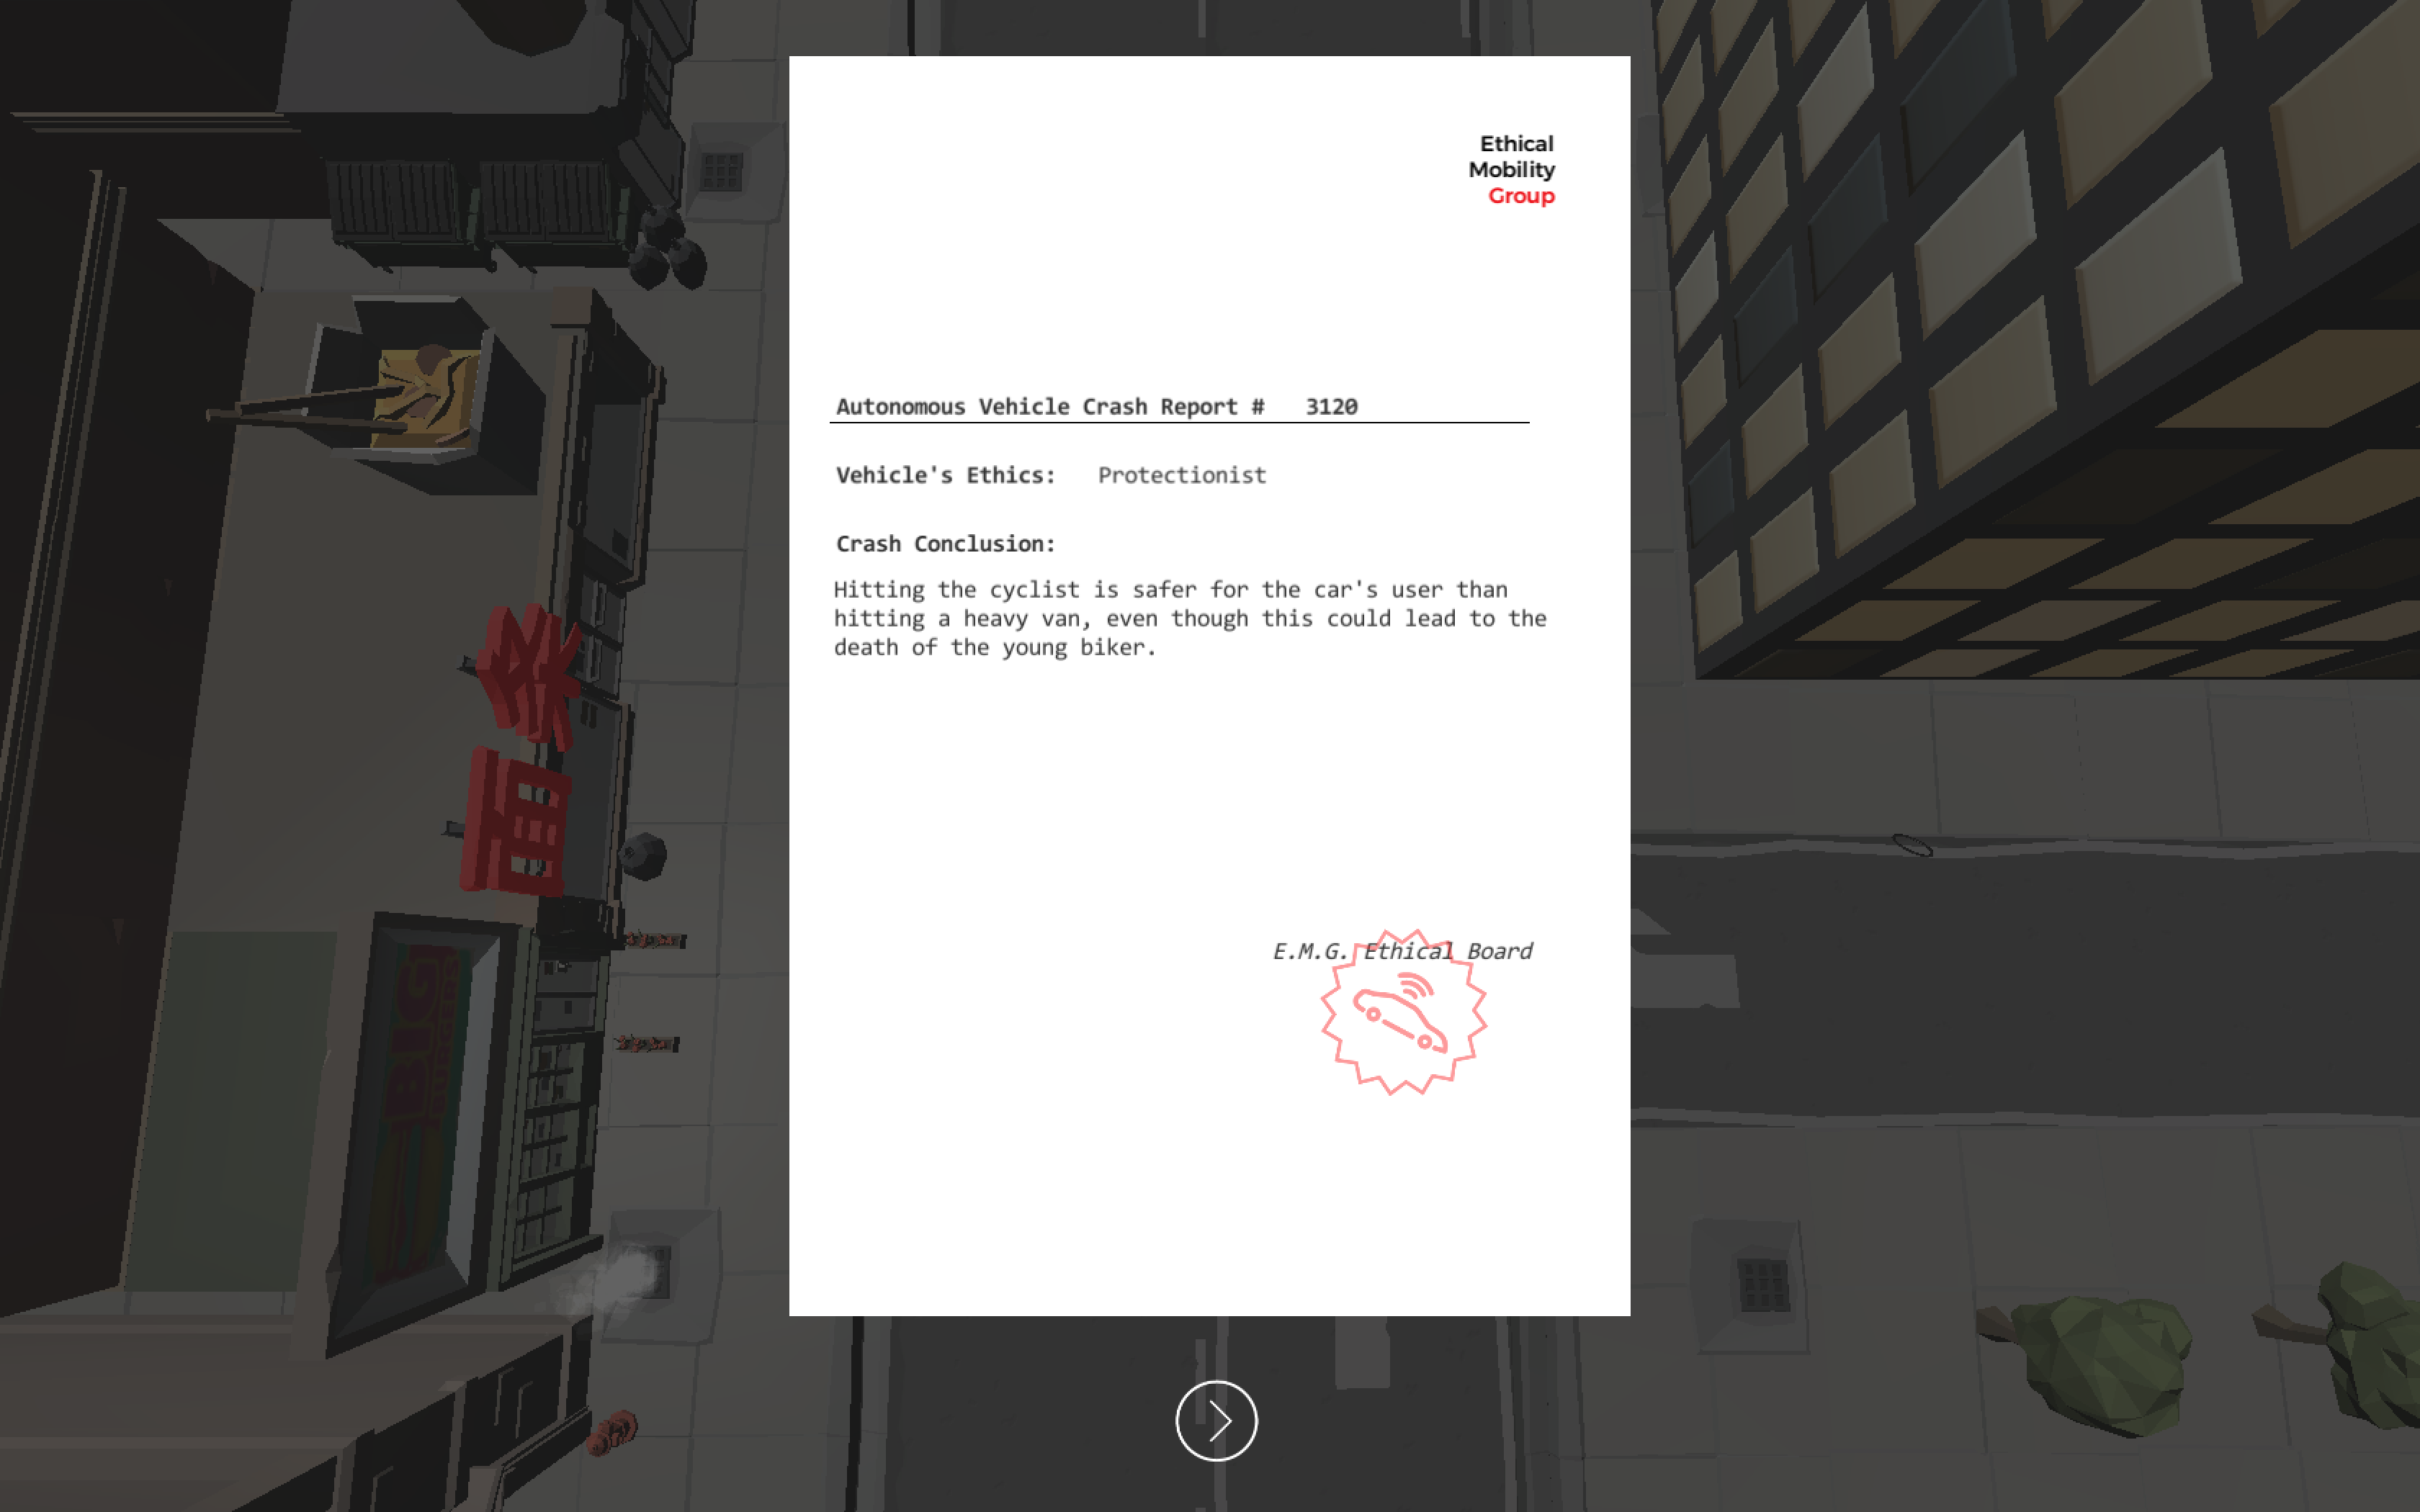 Ethical
Mobility
Group
Autonomous Vehicle Crash Report # 3120
Vehicle's Ethics: Protectionist
Crash Conclusion:
Hitting the cyclist is safer for the car's user than
hitting a heavy van, even though this could lead to the
death of the young biker.
E.M.G. Ethical Board
BIG